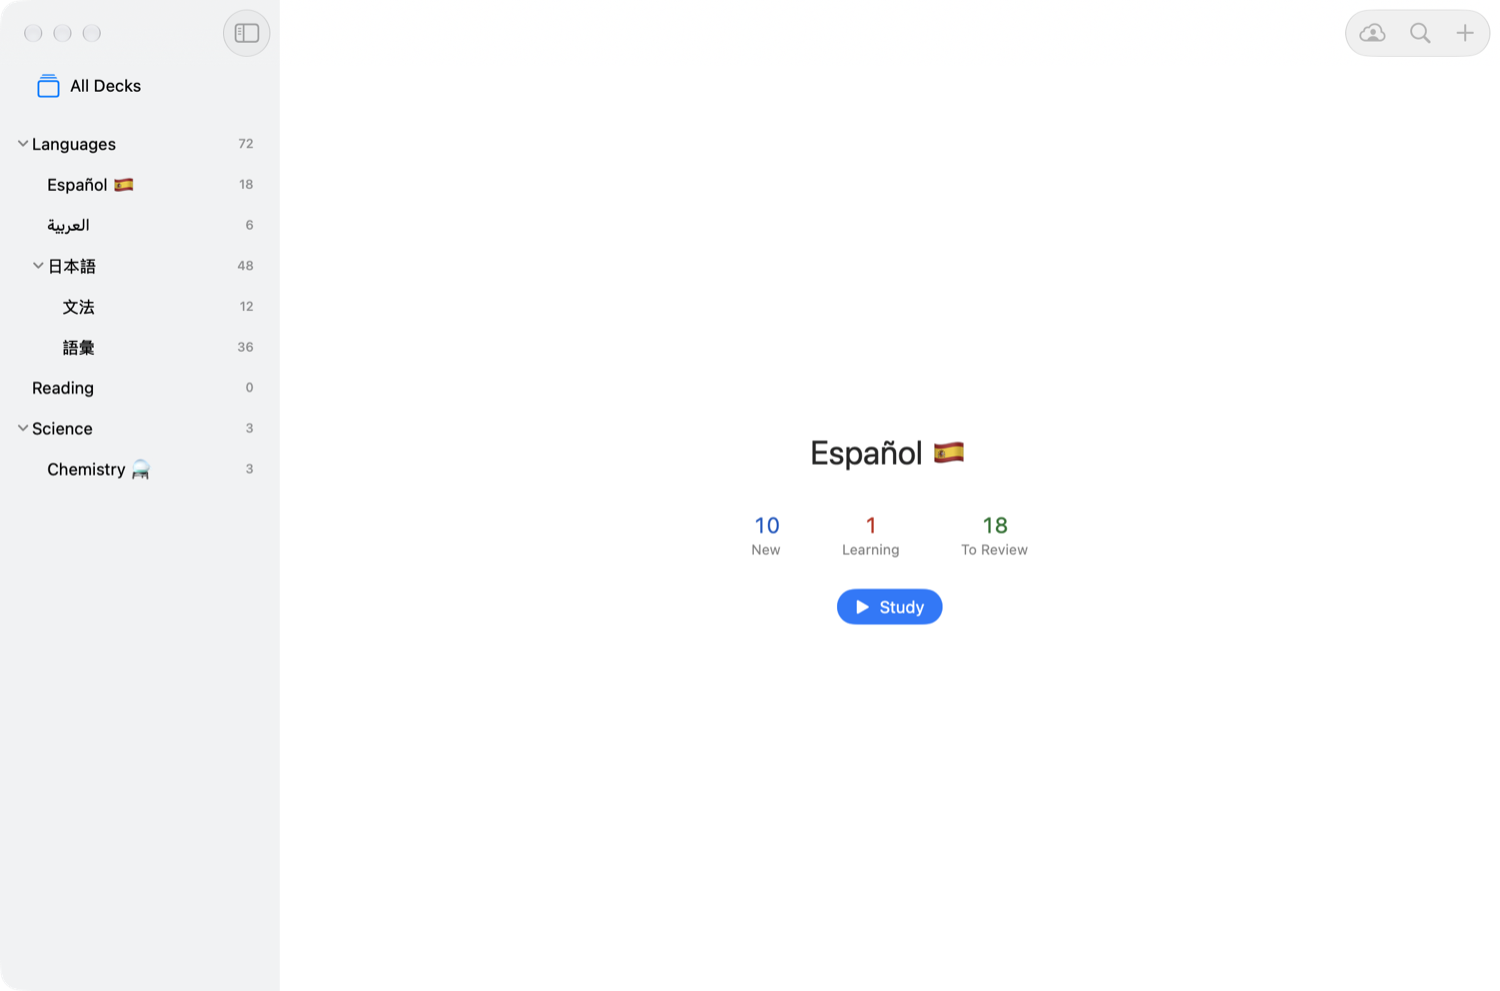 All Decks
Languages 72
Español 🇪🇸 18
العربية 6
日本語 48
文法 12
語彙 36
Reading 0
Science 3
Chemistry 3
Español 🇪🇸
10 1 18
New Learning To Review
Study